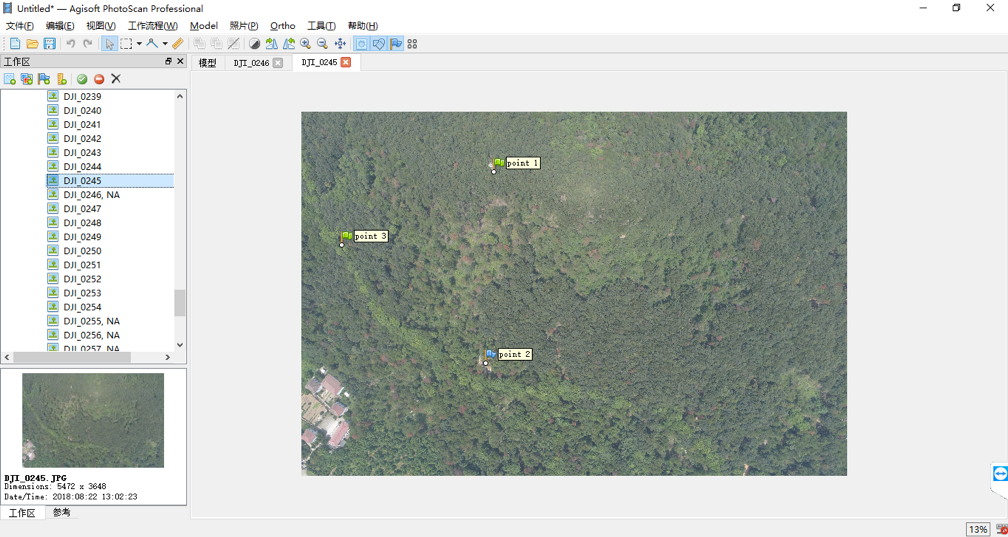 Untitled* — Agisoft PhotoScan Professional
文件(F) 编辑(E) 视图(V) 工作流程(W) Model 照片(P) Ortho 工具(T) 帮助(H)
工作区
模型 DJI_0246 DJI_0245
DJI_0239
DJI_0240
DJI_0241
DJI_0242
DJI_0243
DJI_0244
DJI_0245
DJI_0246, NA
DJI_0247
DJI_0248
DJI_0249
DJI_0250
DJI_0251
DJI_0252
DJI_0253
DJI_0254
DJI_0255, NA
DJI_0256, NA
DJI_0257, NA
point 1
point 3
point 2
DJI_0245.JPG
Dimensions: 5472 x 3648
Date/Time: 2018:08:22 13:02:23
工作区 参考
13%